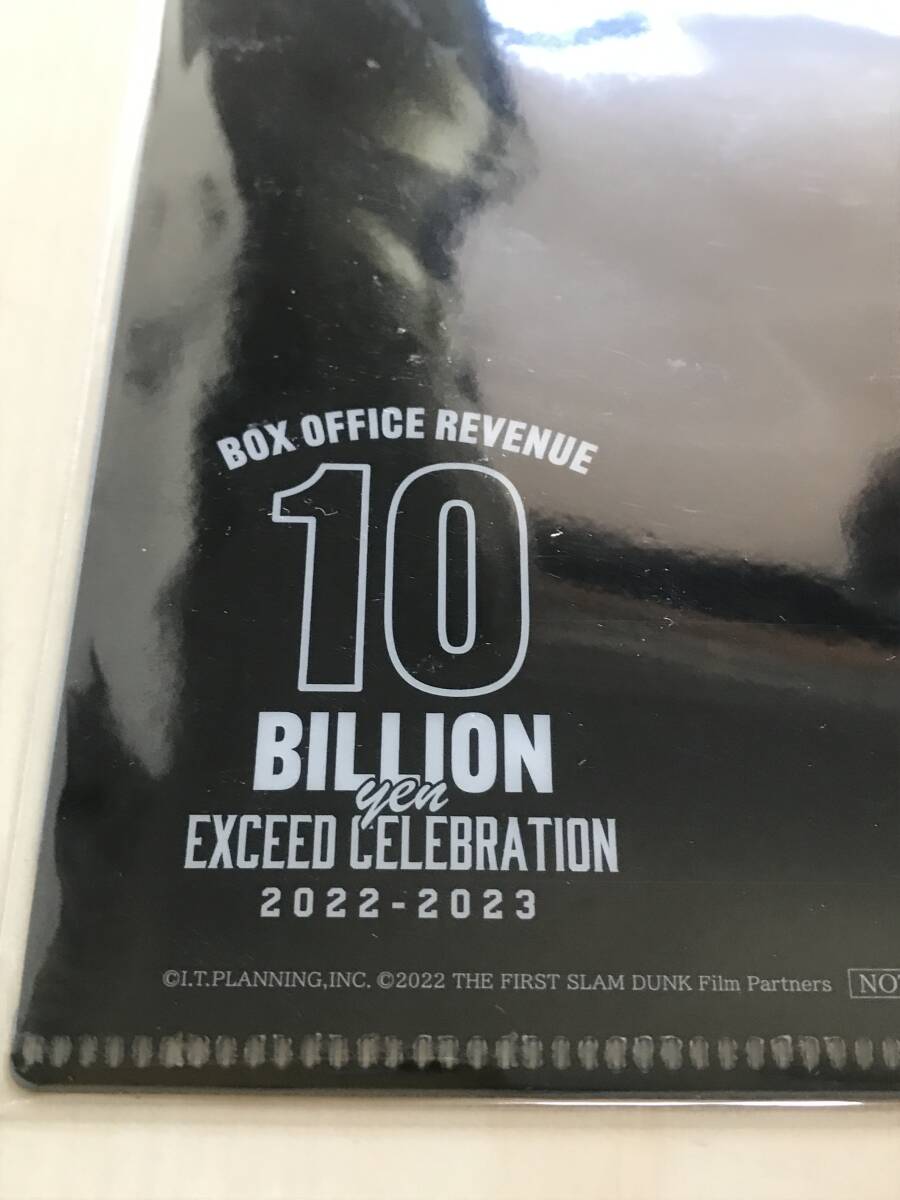 BOX OFFICE REVENUE
10
BILLION
yen
EXCEED CELEBRATION
2022-2023
©I.T.PLANNING,INC. ©2022 THE FIRST SLAM DUNK Film Partners